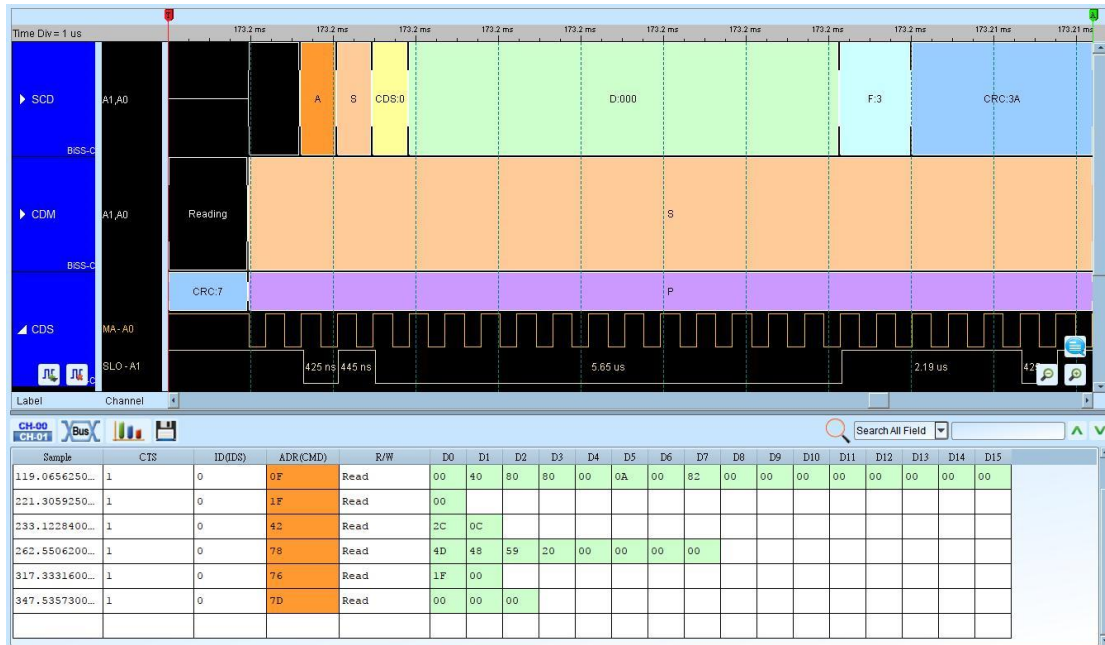 Time Div = 1 us 173.2 ms 173.2 ms 173.2 ms 173.2 ms 173.2 ms 173.2 ms 173.2 ms 173.2 ms 173.21 ms 173.21 ms
SCD A1,A0 A S CDS:0 D:000 F:3 CRC:3A
BiSS-C
CDM A1,A0 Reading S
BiSS-C
CRC:7 P
CDS MA - A0
SLO - A1 425 ns 445 ns 5.65 us 2.19 us
Label Channel
CH-00
CH-01
Bus
Search All Field
Sample CTS ID(IDS) ADR(CMD) R/W D0 D1 D2 D3 D4 D5 D6 D7 D8 D9 D10 D11 D12 D13 D14 D15
119.0656250... 1 0 0F Read 00 40 80 80 00 0A 00 82 00 00 00 00 00 00 00 00
221.3059250... 1 0 1F Read 00
233.1228400... 1 0 42 Read 2C 0C
262.5506200... 1 0 78 Read 4D 48 59 20 00 00 00 00
317.3331600... 1 0 76 Read 1F 00
347.5357300... 1 0 7D Read 00 00 00